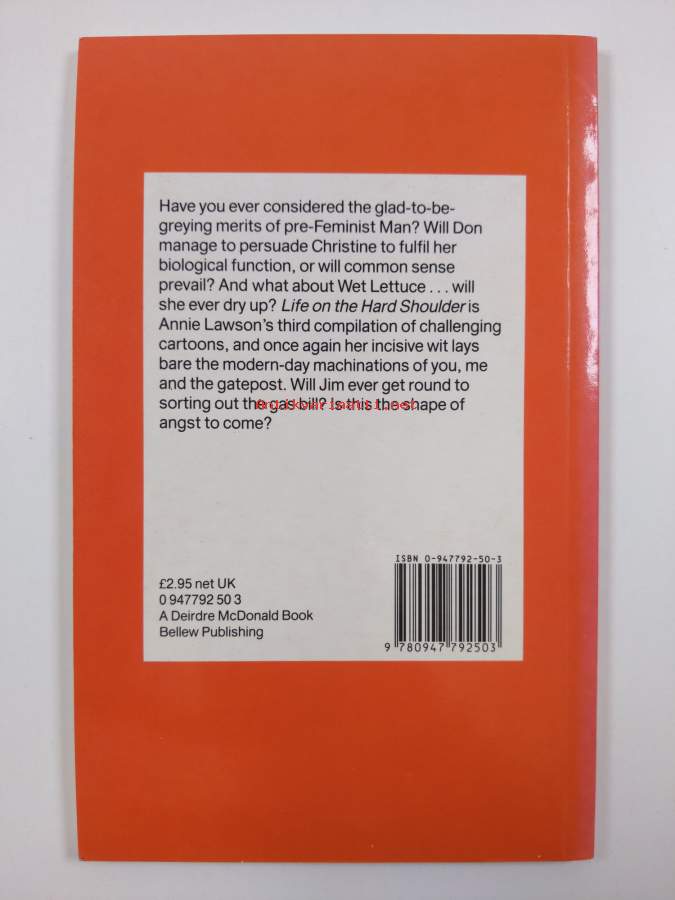 Have you ever considered the glad-to-be-
greying merits of pre-Feminist Man? Will Don
manage to persuade Christine to fulfil her
biological function, or will common sense
prevail? And what about Wet Lettuce . . . will
she ever dry up? Life on the Hard Shoulder is
Annie Lawson's third compilation of challenging
cartoons, and once again her incisive wit lays
bare the modern-day machinations of you, me
and the gatepost. Will Jim ever get round to
sorting out the gas bill? Is this the shape of
antikvariaatti.net
angst to come?
ISBN 0-947792-50-3
£2.95 net UK
0 947792 50 3
A Deirdre McDonald Book
Bellew Publishing
9 780947 792503